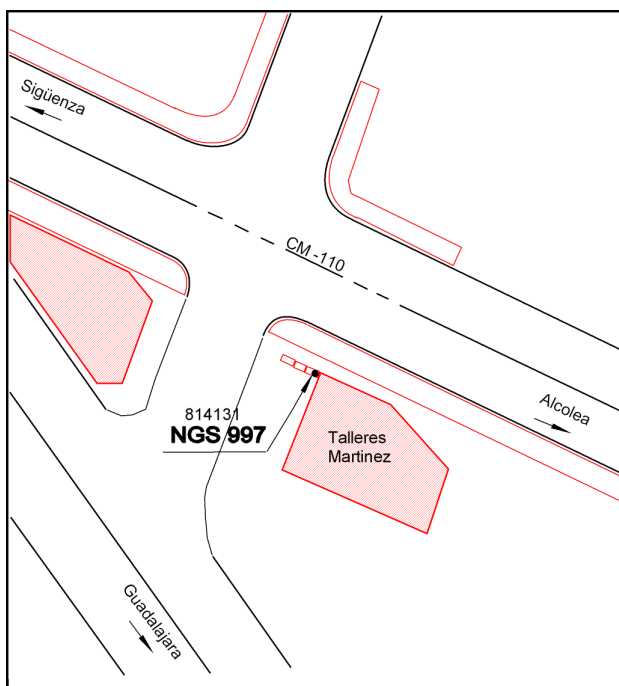 Sigüenza
CM -110
Alcolea
814131
NGS 997
Talleres
Martinez
Guadalajara